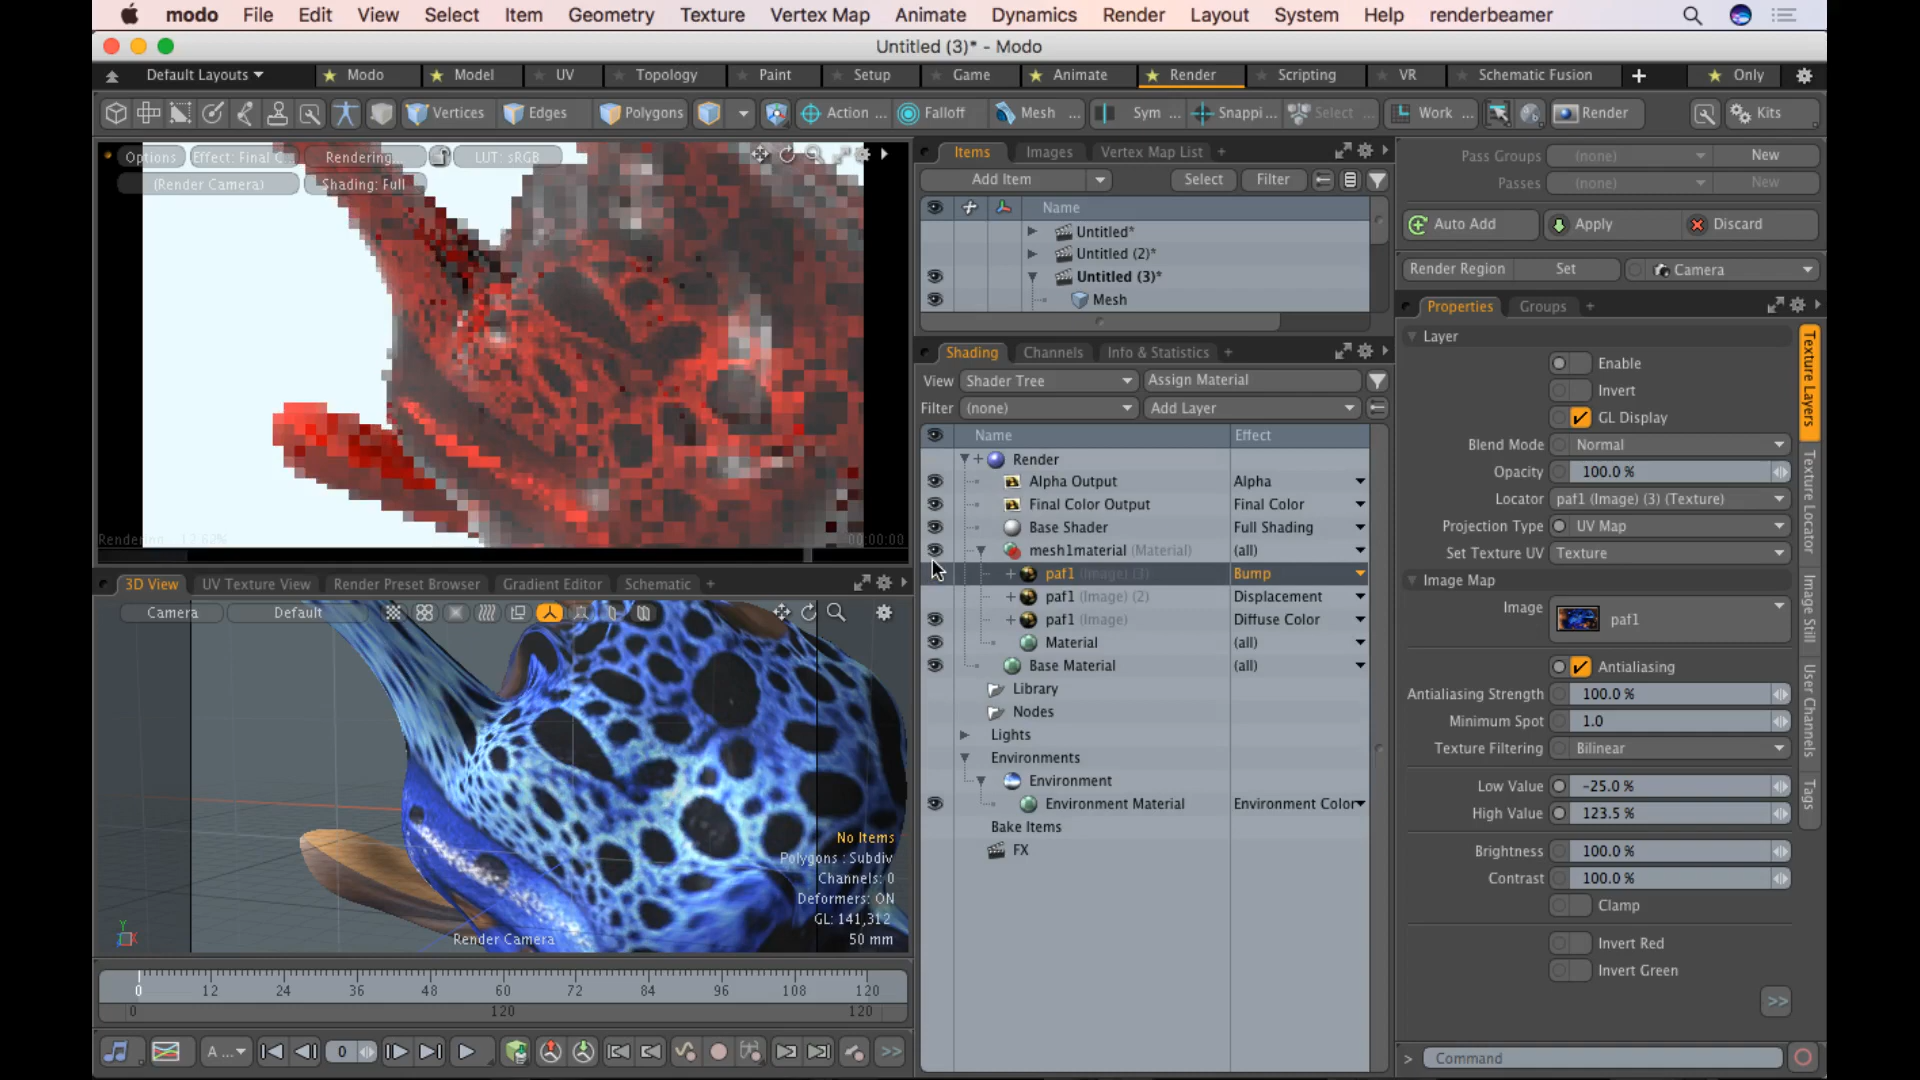 modo File Edit View Select Item Geometry Texture Vertex Map Animate Dynamics Render Layout System Help renderbeamer
Untitled (3)* - Modo
Default Layouts Modo Model UV Topology Paint Setup Game Animate Render Scripting VR Schematic Fusion + Only
Vertices Edges Polygons Action ... Falloff Mesh ... Sym ... Snappi... Select ... Work ... Render Kits
Options Effect: Final C... Rendering... LUT: sRGB
(Render Camera) Shading: Full
Rendering... 12.62% 00:00:00
Items Images Vertex Map List +
Add Item Select Filter
Name
Untitled*
Untitled (2)*
Untitled (3)*
Mesh
Shading Channels Info & Statistics +
View Shader Tree Assign Material
Filter (none) Add Layer
Name Effect
Render
Alpha Output Alpha
Final Color Output Final Color
Base Shader Full Shading
mesh1material (Material) (all)
paf1 (Image) (3) Bump
paf1 (Image) (2) Displacement
paf1 (Image) Diffuse Color
Material (all)
Base Material (all)
Library
Nodes
Lights
Environments
Environment
Environment Material Environment Color
Bake Items
FX
3D View UV Texture View Render Preset Browser Gradient Editor Schematic +
Camera Default
No Items
Polygons : Subdiv
Channels: 0
Deformers: ON
GL: 141,312
50 mm
Render Camera
Y
X
0 12 24 36 48 60 72 84 96 108 120
0 120 120
A ... 0 >>
Pass Groups (none) New
Passes (none) New
Auto Add Apply Discard
Render Region Set Camera
Properties Groups +
Layer
Enable
Invert
GL Display
Blend Mode Normal
Opacity 100.0 %
Locator paf1 (Image) (3) (Texture)
Projection Type UV Map
Set Texture UV Texture
Image Map
Image paf1
Antialiasing
Antialiasing Strength 100.0 %
Minimum Spot 1.0
Texture Filtering Bilinear
Low Value -25.0 %
High Value 123.5 %
Brightness 100.0 %
Contrast 100.0 %
Clamp
Invert Red
Invert Green
>>
Texture Layers
Texture Locator
Image Still
User Channels
Tags
> Command